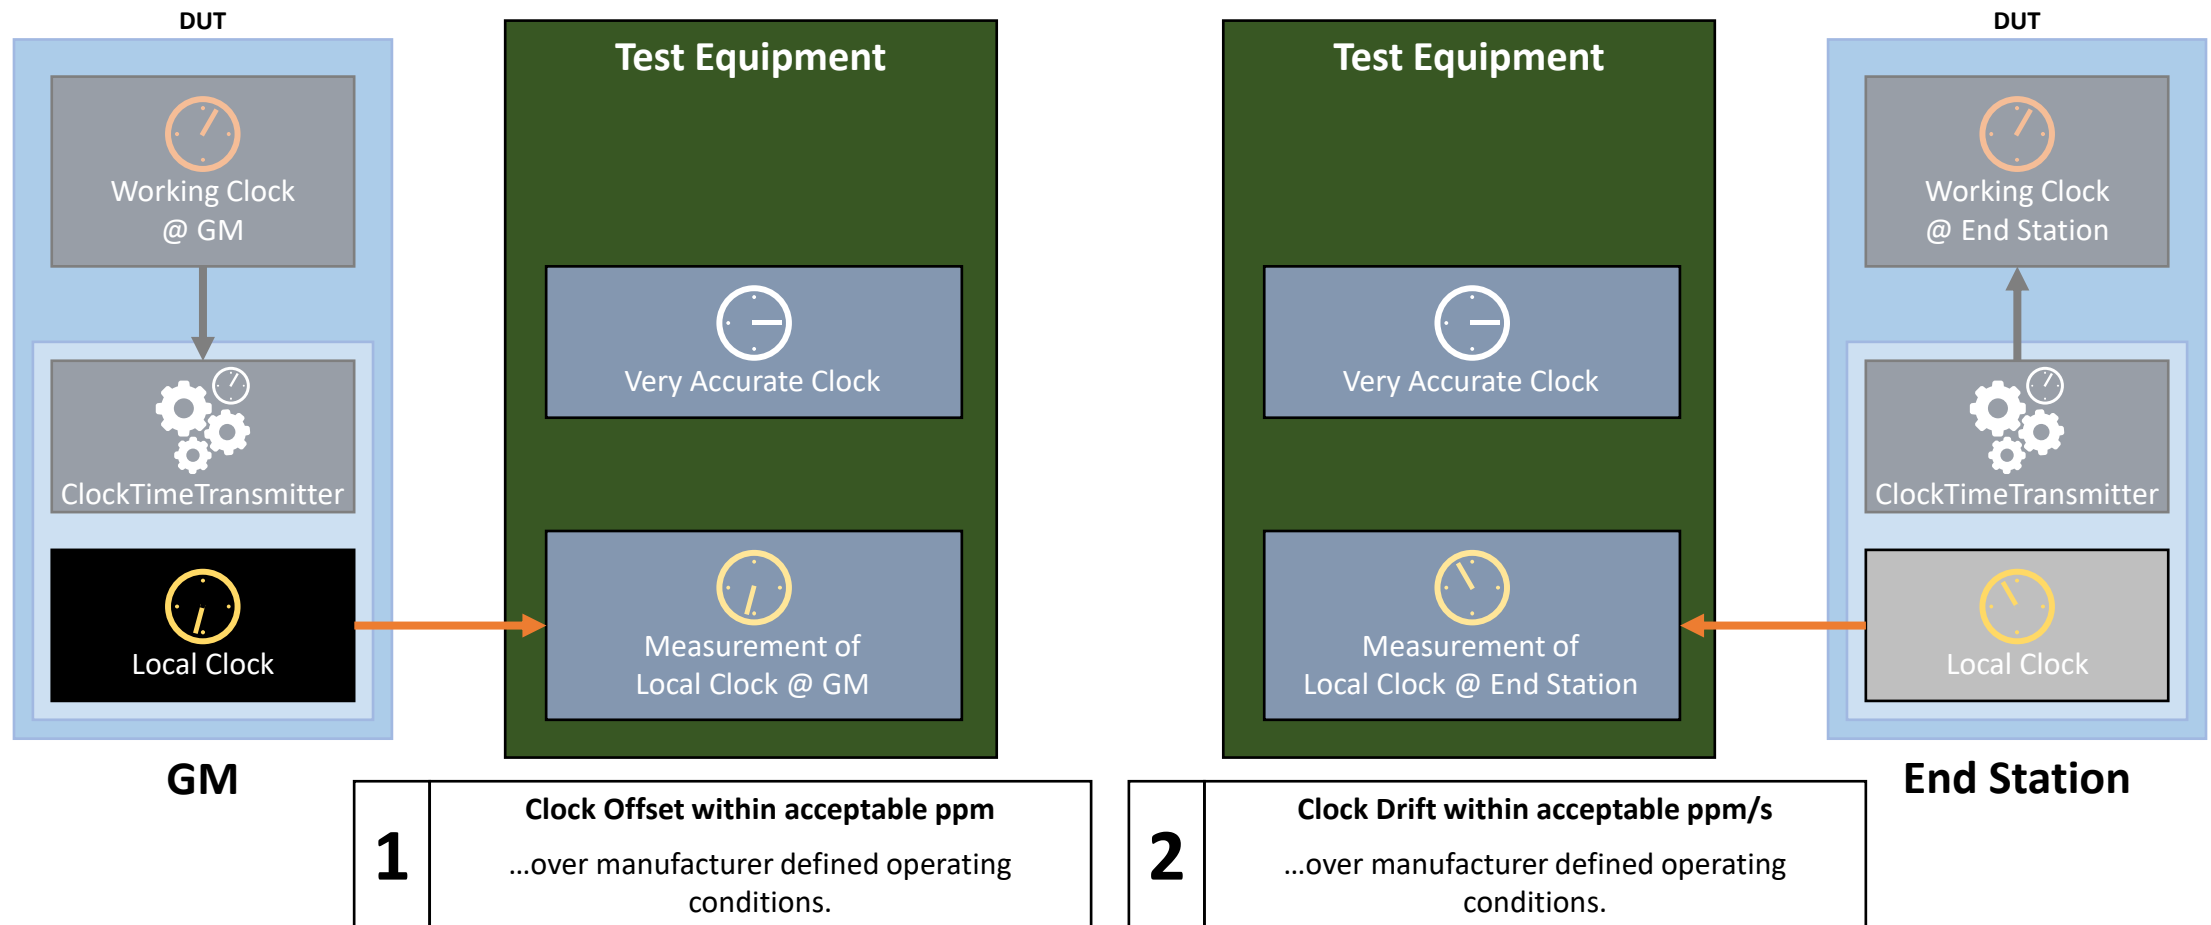 DUT
Working Clock
@ GM
ClockTimeTransmitter
Local Clock
GM
Test Equipment
Very Accurate Clock
Measurement of
Local Clock @ GM
Test Equipment
Very Accurate Clock
Measurement of
Local Clock @ End Station
DUT
Working Clock
@ End Station
ClockTimeTransmitter
Local Clock
End Station
1
Clock Offset within acceptable ppm
...over manufacturer defined operating
conditions.
2
Clock Drift within acceptable ppm/s
...over manufacturer defined operating
conditions.